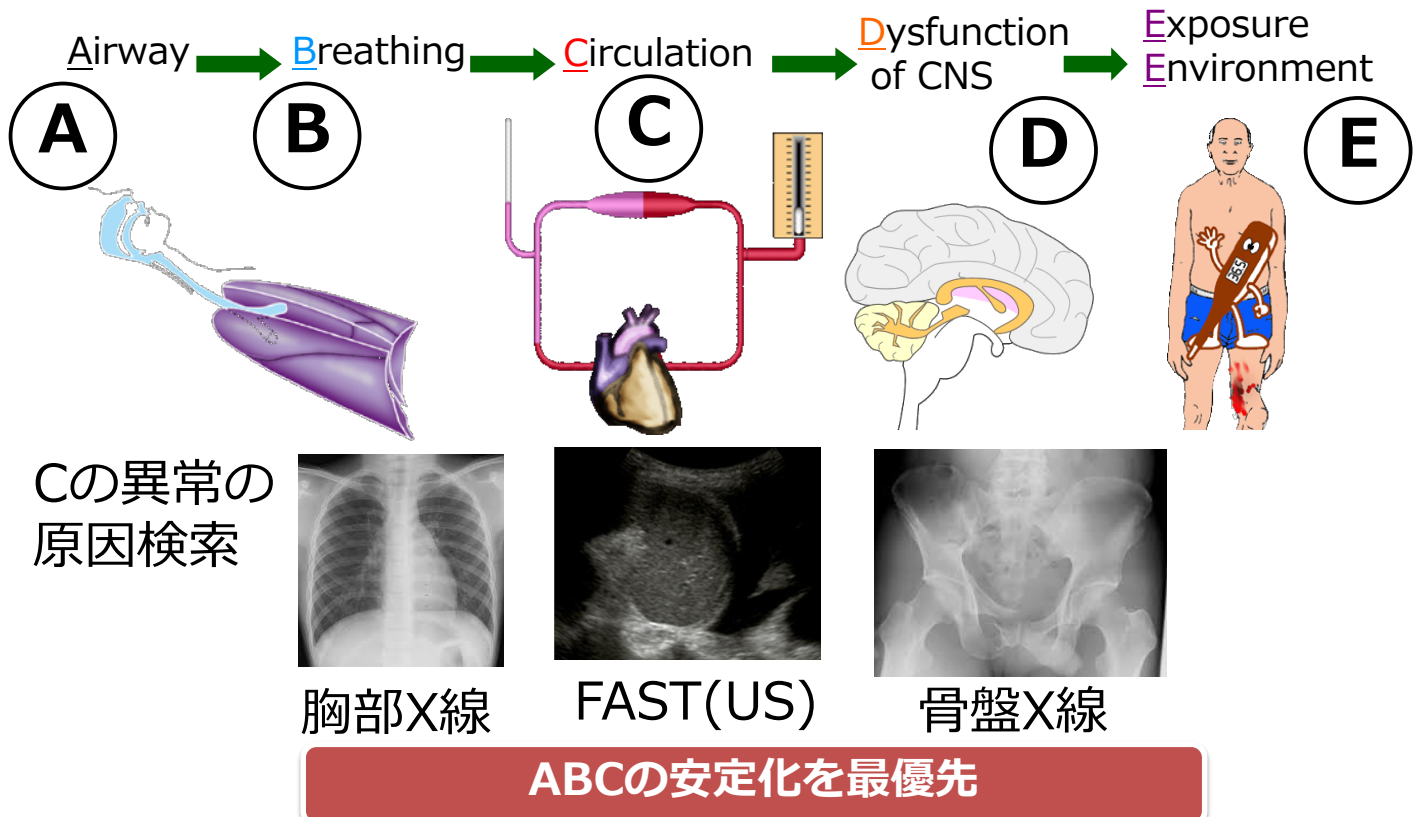 Airway
Breathing
Circulation
Dysfunction
of CNS
Exposure
Environment
A
B
C
D
E
36.5
Cの異常の
原因検索
胸部X線
FAST(US)
骨盤X線
ABCの安定化を最優先